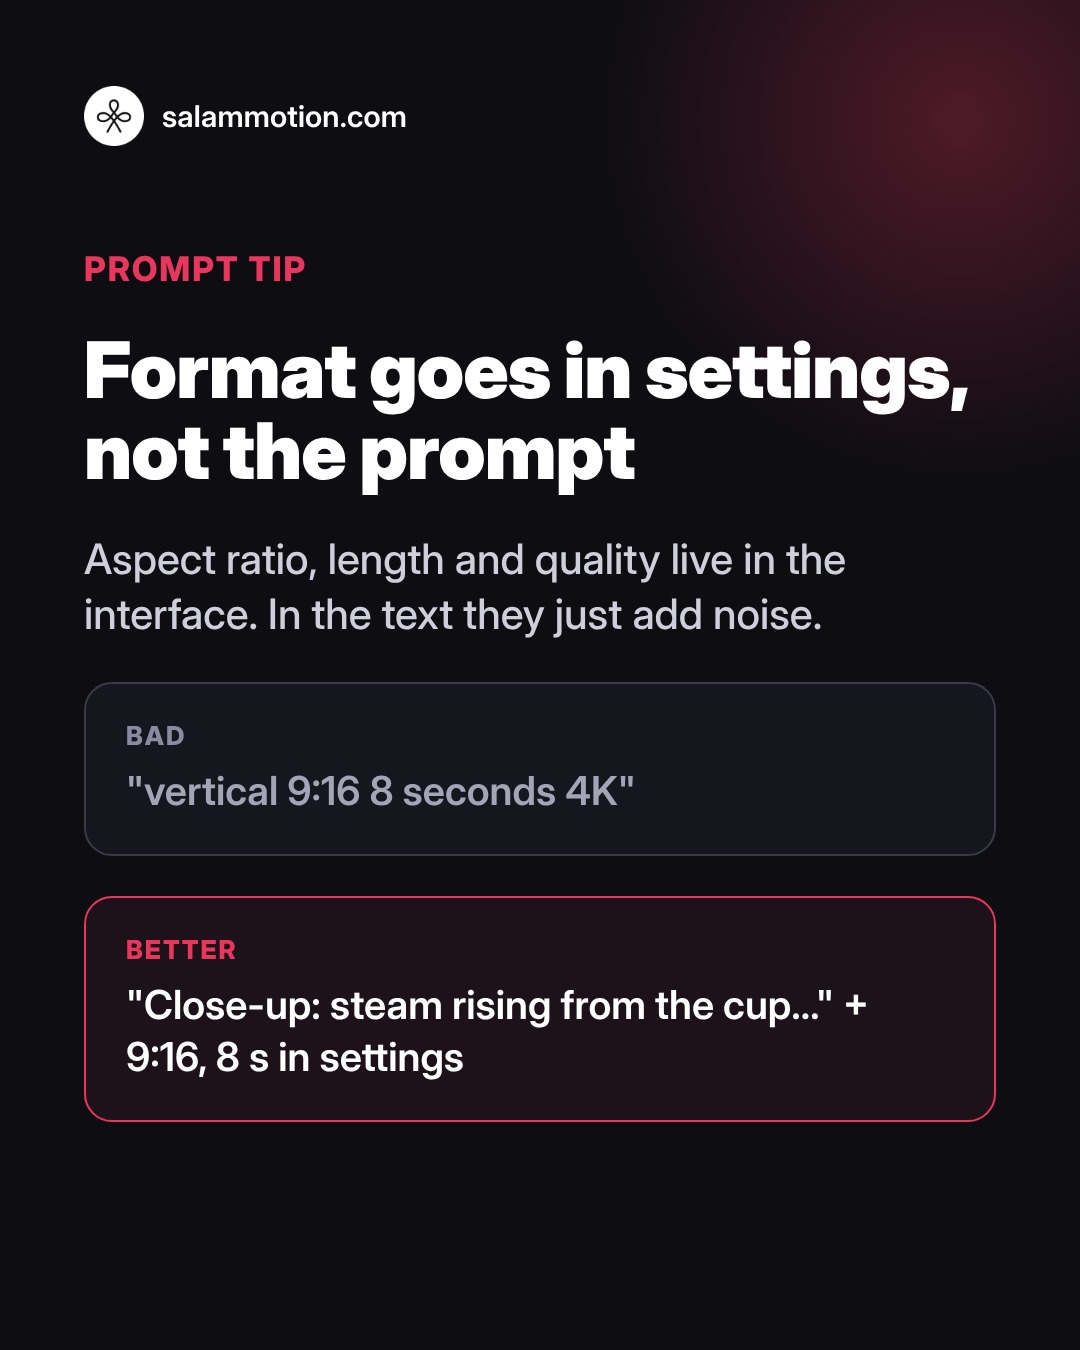 salammotion.com
PROMPT TIP
Format goes in settings,
not the prompt
Aspect ratio, length and quality live in the
interface. In the text they just add noise.
BAD
"vertical 9:16 8 seconds 4K"
BETTER
"Close-up: steam rising from the cup..." +
9:16, 8 s in settings